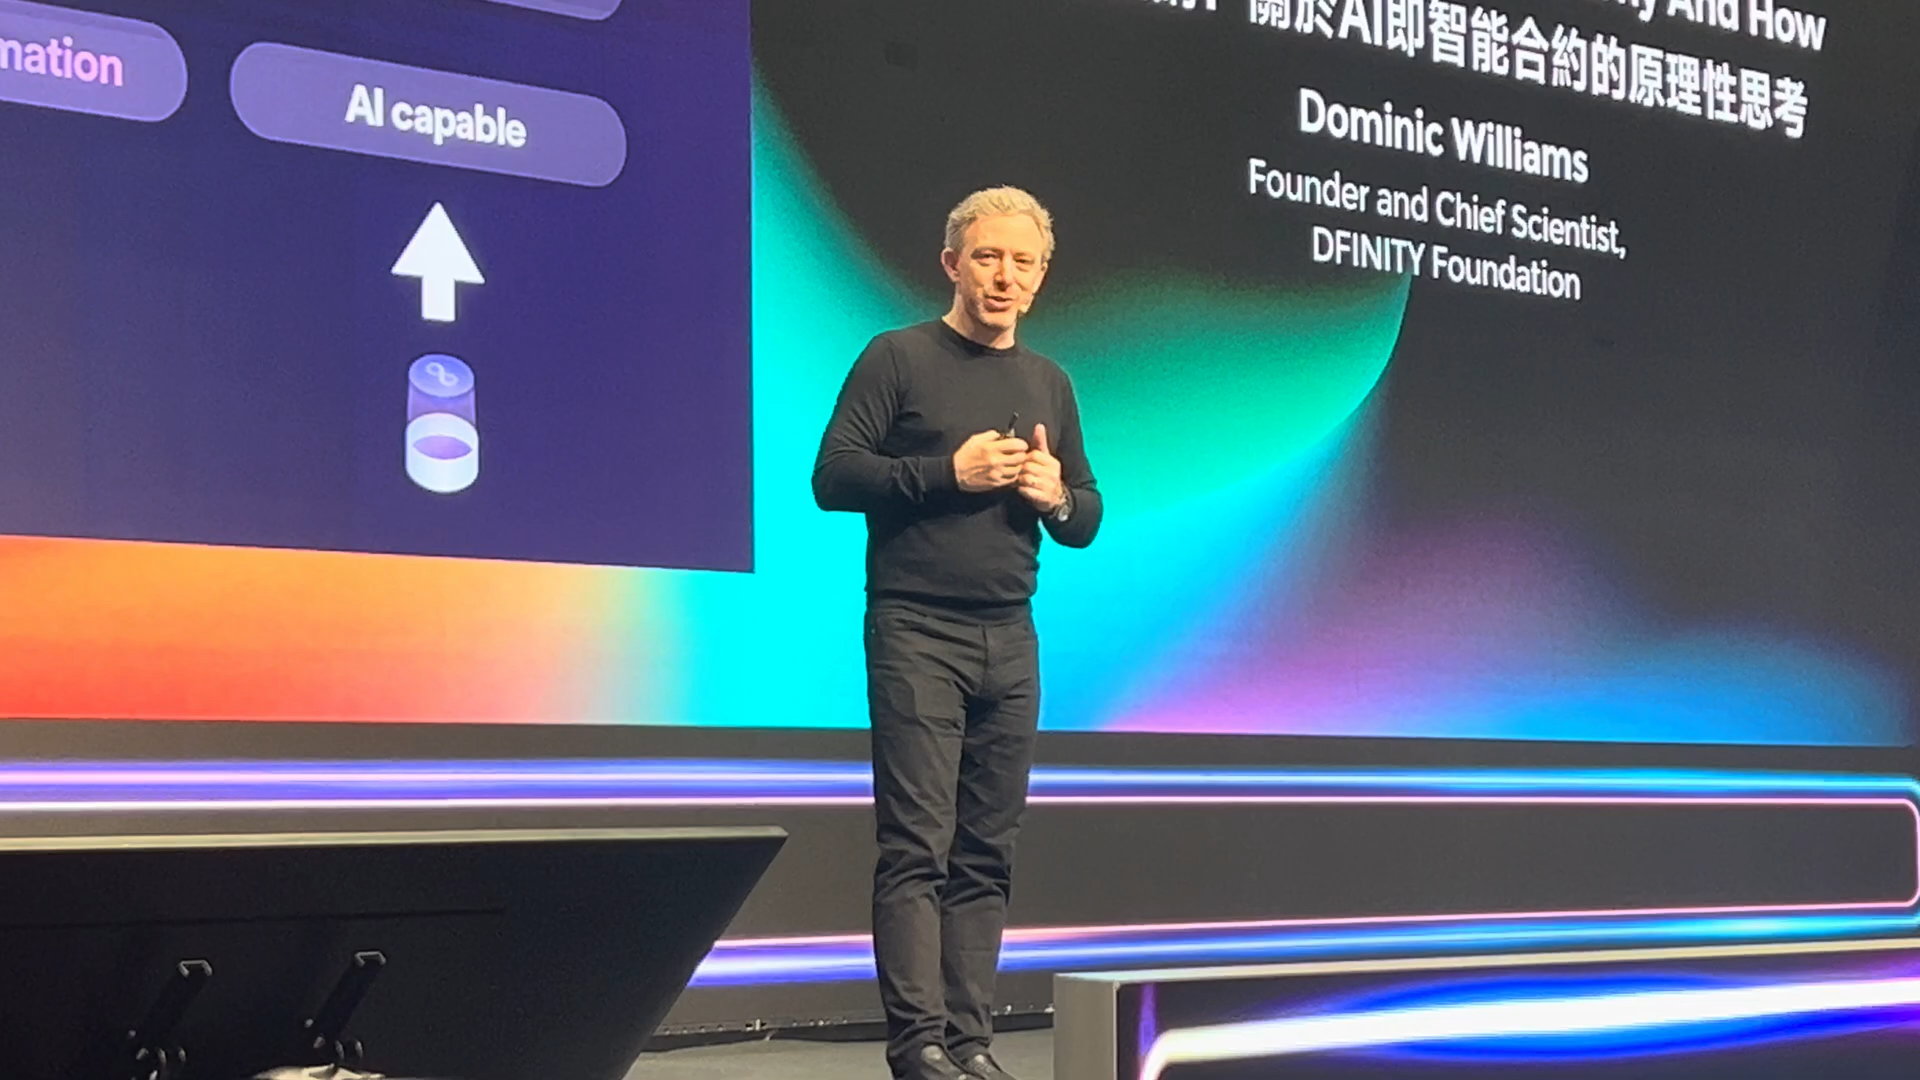 mation
AI capable
And How
關於AI即智能合約的原理性思考
Dominic Williams
Founder and Chief Scientist,
DFINITY Foundation